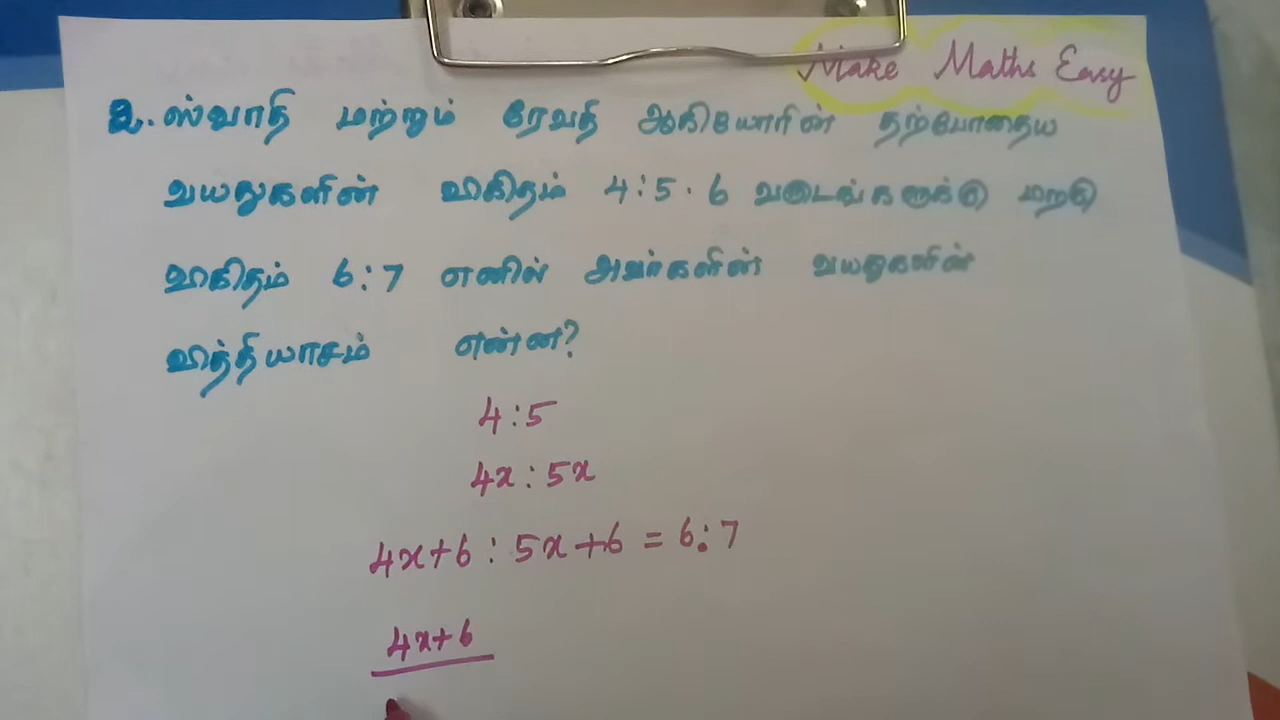 Make Maths Easy
2. ஸ்வாதி மற்றும் ரேவதி ஆகியோரின் தற்போதைய
வயதுகளின் விகிதம் 4:5. 6 வருடங்களுக்கு மறகு
விகிதம் 6:7 எனில் அவர்களின் வயதுகளின்
வித்தியாசம் என்ன?
4:5
4x:5x
4x+6 : 5x+6 = 6:7
4x+6